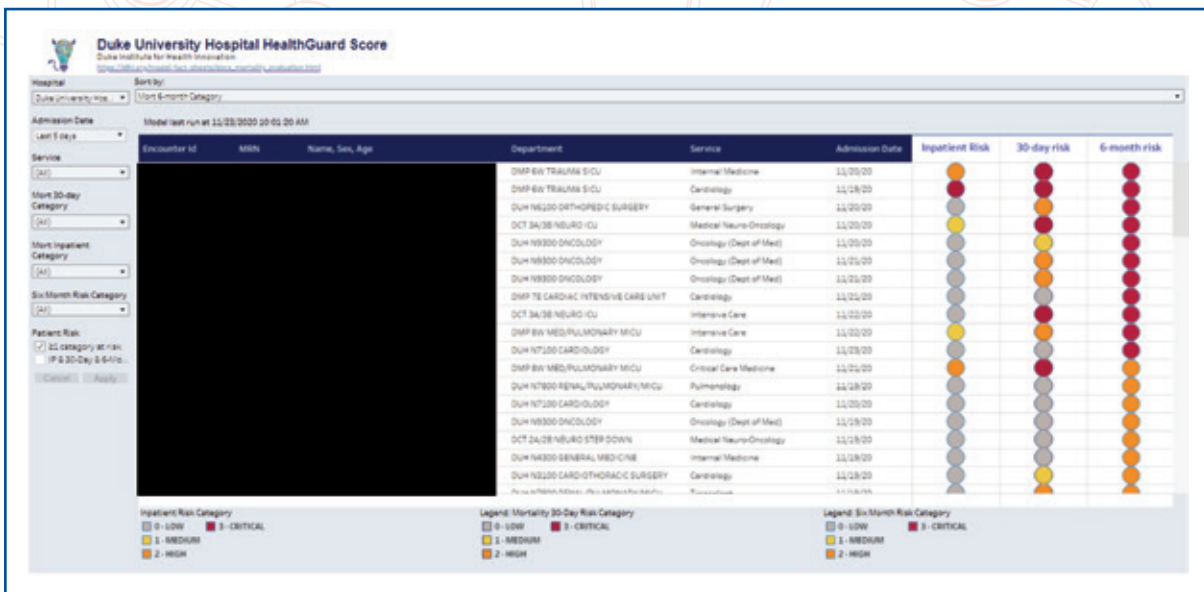 Duke University Hospital HealthGuard Score
Duke Institute for Health Innovation
Hospital
Sort by:
Duke University Hos...
Mort 6-month Category
Admission Date
Model last run at 11/23/2020 10:01:00 AM
Last 5 days
Encounter Id MRN Name, Sex, Age Department Service Admission Date Inpatient Risk 30-day risk 6-month risk
Service
(All)
Mort 30-day
Category
(All)
Mort Inpatient
Category
(All)
Six Month Risk Category
(All)
Patient Risk
≥1 category at risk
IP & 30-Day & 6-Mo...
Cancel Apply
DMP 6W TRAUMA SICU Internal Medicine 11/20/20
DMP 6W TRAUMA SICU Cardiology 11/19/20
DUH N6100 ORTHOPEDIC SURGERY General Surgery 11/20/20
DCT 3A/3B NEURO ICU Medical Neuro-Oncology 11/20/20
DUH N9300 ONCOLOGY Oncology (Dept of Med) 11/20/20
DUH N9300 ONCOLOGY Oncology (Dept of Med) 11/21/20
DUH N9300 ONCOLOGY Oncology (Dept of Med) 11/21/20
DMP 7E CARDIAC INTENSIVE CARE UNIT Cardiology 11/21/20
DCT 3A/3B NEURO ICU Intensive Care 11/22/20
DMP 8W MED/PULMONARY MICU Intensive Care 11/22/20
DUH N7100 CARDIOLOGY Cardiology 11/23/20
DMP 8W MED/PULMONARY MICU Critical Care Medicine 11/21/20
DUH N7800 RENAL/PULMONARY/MICU Pulmonology 11/19/20
DUH N7100 CARDIOLOGY Cardiology 11/20/20
DUH N9300 ONCOLOGY Oncology (Dept of Med) 11/19/20
DCT 2A/2B NEURO STEP DOWN Medical Neuro-Oncology 11/19/20
DUH N4300 GENERAL MEDICINE Internal Medicine 11/19/20
DUH N3100 CARDIOTHORACIC SURGERY Cardiology 11/19/20
Inpatient Risk Category
0 - LOW 3 - CRITICAL
1 - MEDIUM
2 - HIGH
Legend: Mortality 30-Day Risk Category
0 - LOW 3 - CRITICAL
1 - MEDIUM
2 - HIGH
Legend: Six Month Risk Category
0 - LOW 3 - CRITICAL
1 - MEDIUM
2 - HIGH